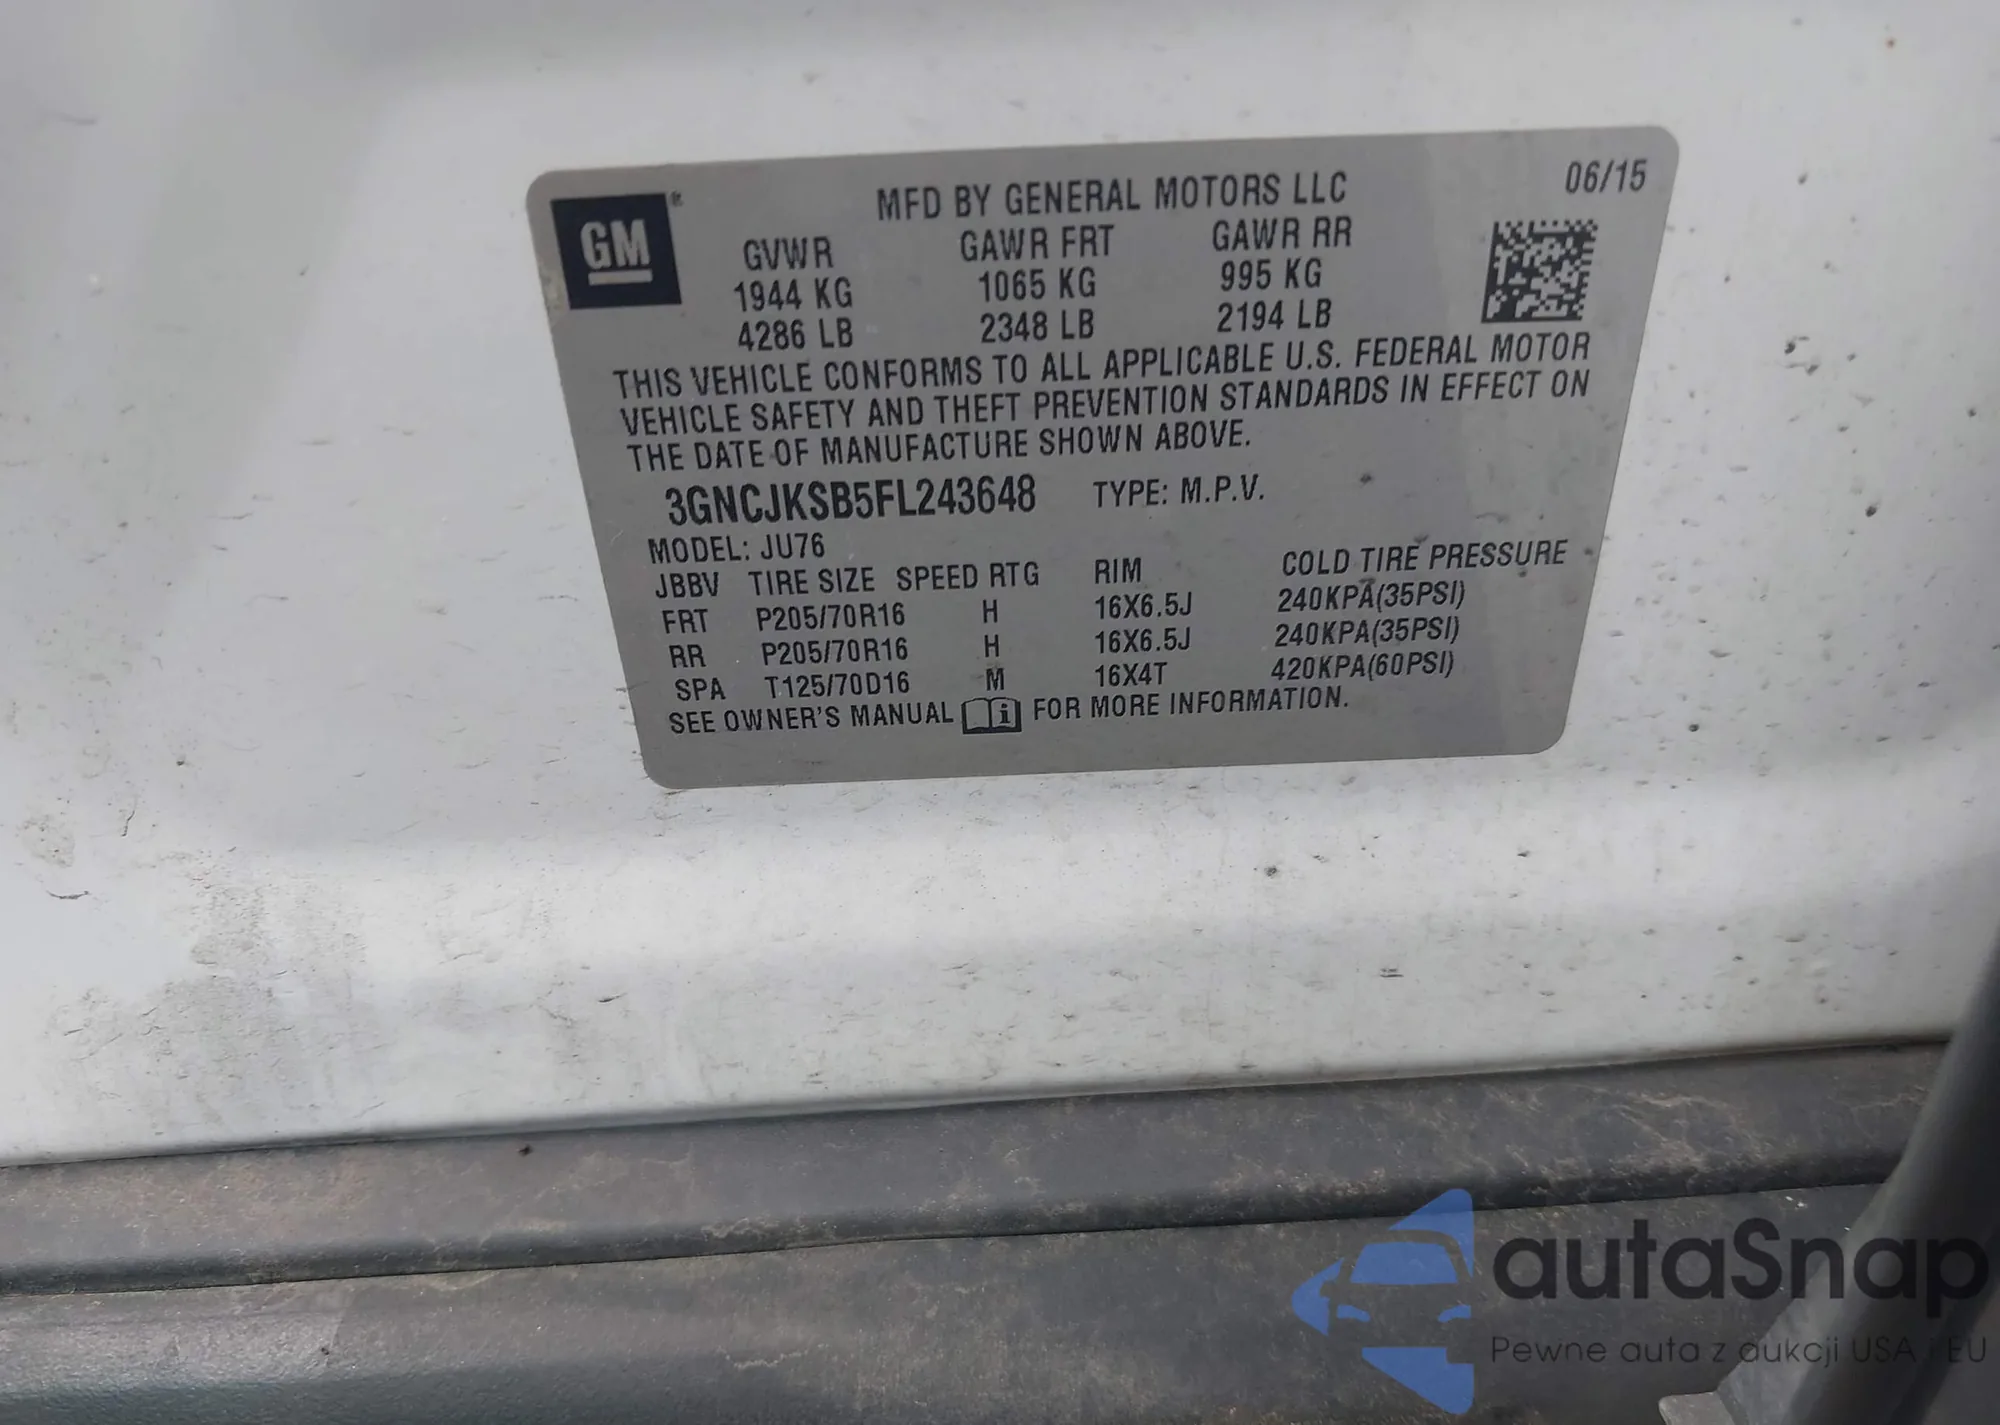 GM® MFD BY GENERAL MOTORS LLC 06/15
GVWR GAWR FRT GAWR RR
1944 KG 1065 KG 995 KG
4286 LB 2348 LB 2194 LB
THIS VEHICLE CONFORMS TO ALL APPLICABLE U.S. FEDERAL MOTOR
VEHICLE SAFETY AND THEFT PREVENTION STANDARDS IN EFFECT ON
THE DATE OF MANUFACTURE SHOWN ABOVE.
3GNCJKSB5FL243648 TYPE: M.P.V.
MODEL: JU76
JBBV TIRE SIZE SPEED RTG RIM COLD TIRE PRESSURE
FRT P205/70R16 H 16X6.5J 240KPA(35PSI)
RR P205/70R16 H 16X6.5J 240KPA(35PSI)
SPA T125/70D16 M 16X4T 420KPA(60PSI)
SEE OWNER'S MANUAL i FOR MORE INFORMATION.
autaSnap
Pewne auta z aukcji USA i EU